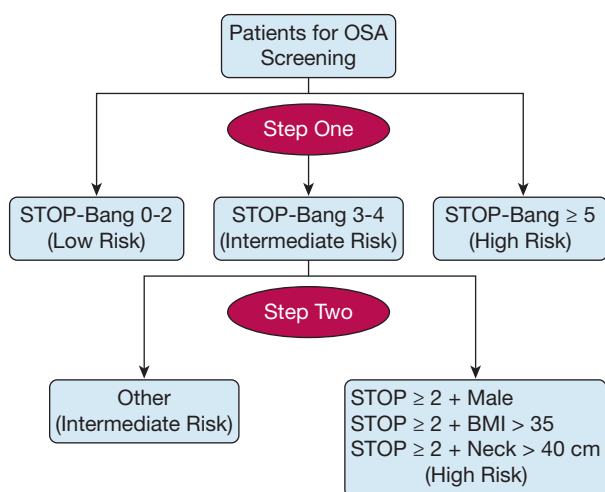 Patients for OSA
Screening
Step One
STOP-Bang 0-2
(Low Risk)
STOP-Bang 3-4
(Intermediate Risk)
STOP-Bang ≥ 5
(High Risk)
Step Two
Other
(Intermediate Risk)
STOP ≥ 2 + Male
STOP ≥ 2 + BMI > 35
STOP ≥ 2 + Neck > 40 cm
(High Risk)